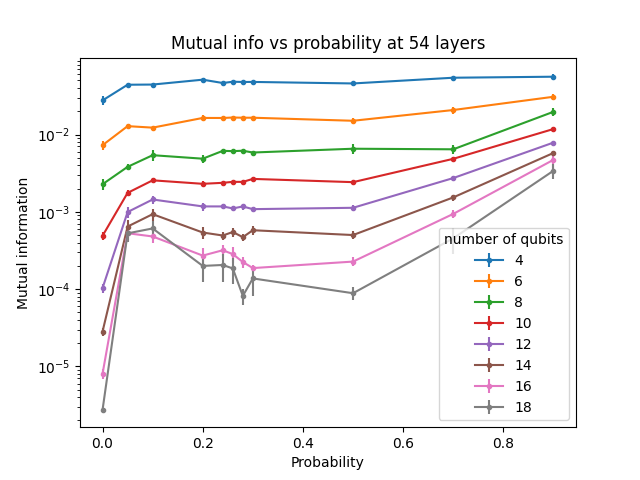 Mutual info vs probability at 54 layers
Mutual information
10^-2
10^-3
10^-4
10^-5
number of qubits
4
6
8
10
12
14
16
18
0.0 0.2 0.4 0.6 0.8
Probability